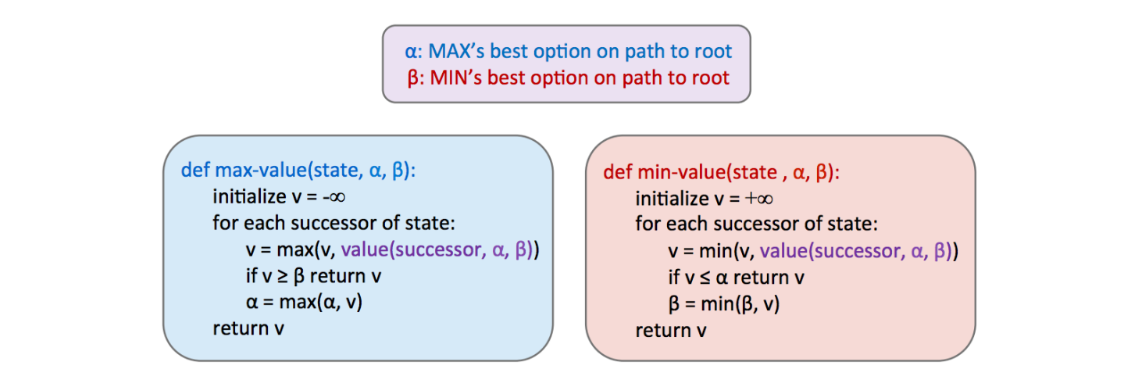 α: MAX's best option on path to root
β: MIN's best option on path to root
def max-value(state, α, β):
initialize v = -∞
for each successor of state:
v = max(v, value(successor, α, β))
if v ≥ β return v
α = max(α, v)
return v
def min-value(state , α, β):
initialize v = +∞
for each successor of state:
v = min(v, value(successor, α, β))
if v ≤ α return v
β = min(β, v)
return v